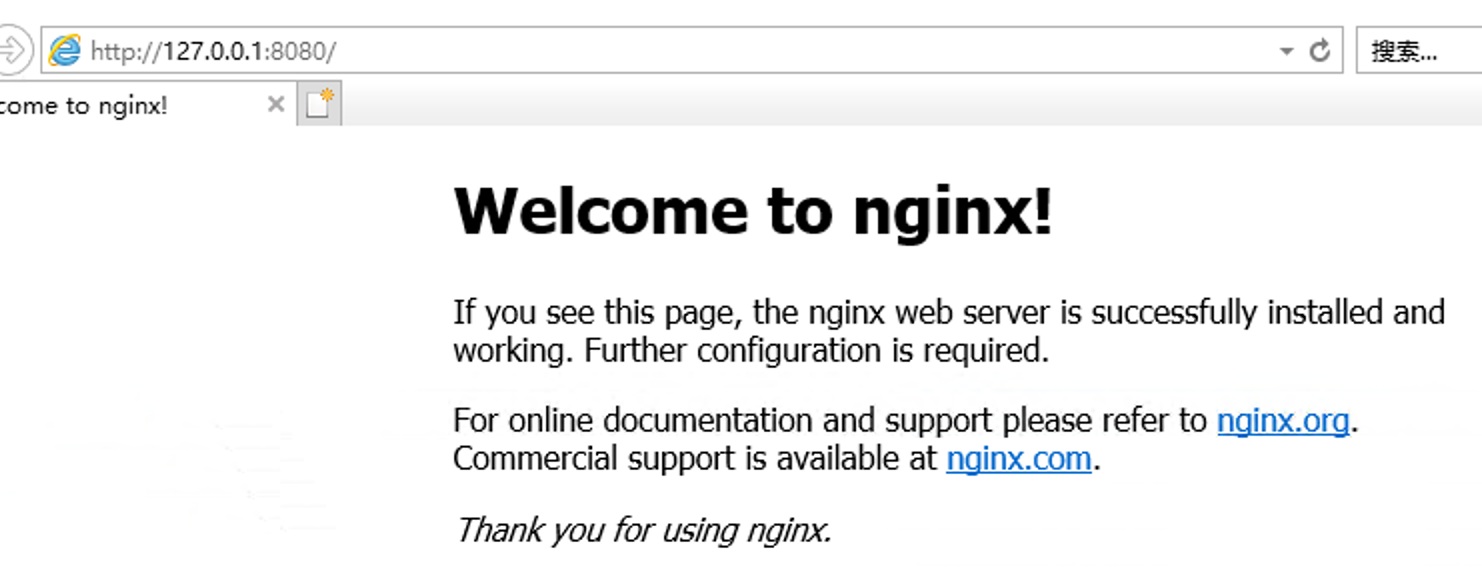 http://127.0.0.1:8080/
搜索...
come to nginx!
Welcome to nginx!
If you see this page, the nginx web server is successfully installed and
working. Further configuration is required.
For online documentation and support please refer to nginx.org.
Commercial support is available at nginx.com.
Thank you for using nginx.